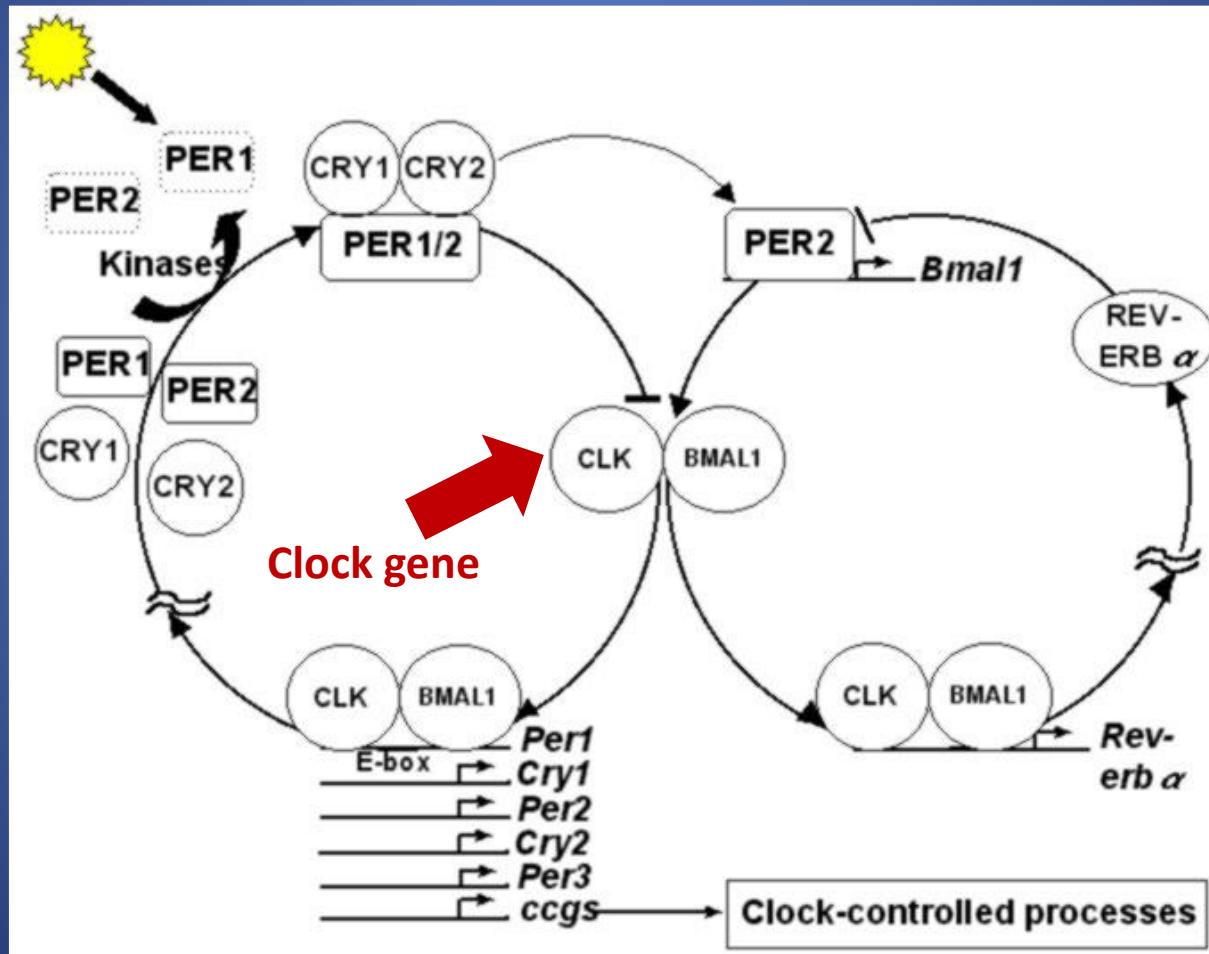 PER1
PER2
Kinases
CRY1
CRY2
PER1/2
PER2
Bmal1
REV-
ERB α
PER1
PER2
CRY1
CRY2
CLK
BMAL1
Clock gene
CLK
BMAL1
E-box
Per1
Cry1
Per2
Cry2
Per3
ccgs
CLK
BMAL1
Rev-
erb α
Clock-controlled processes